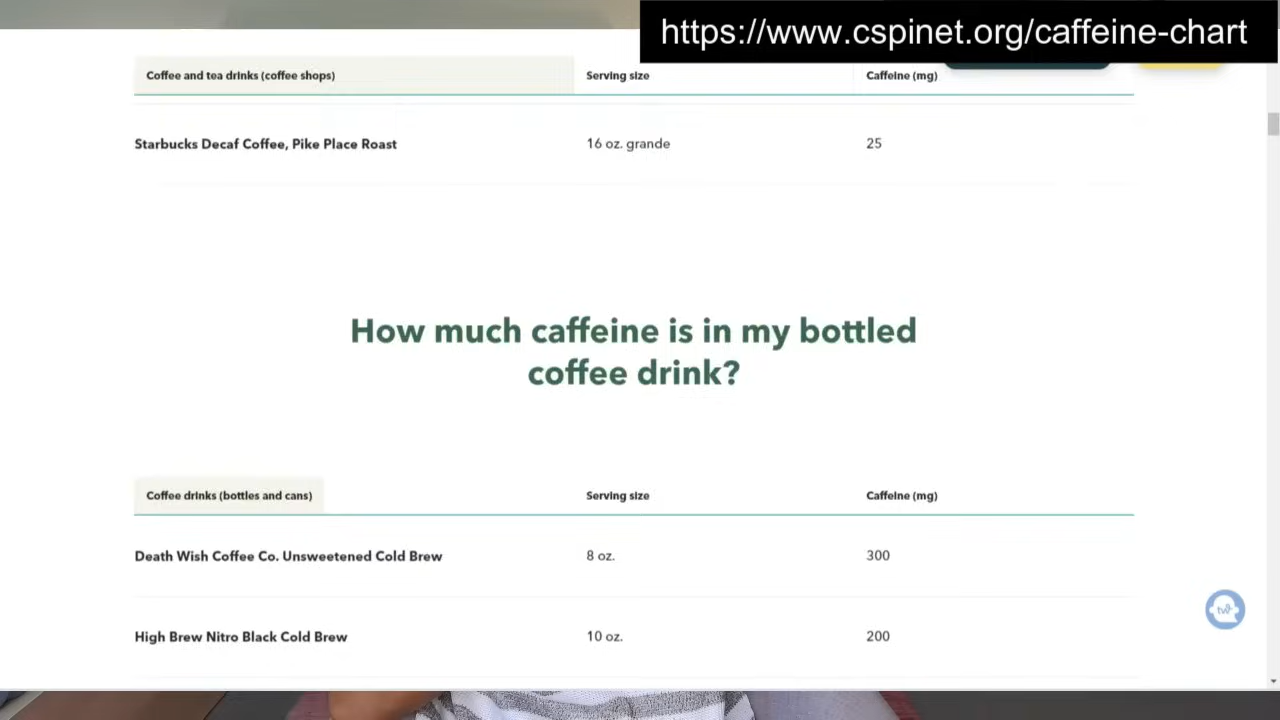 https://www.cspinet.org/caffeine-chart
Coffee and tea drinks (coffee shops) Serving size Caffeine (mg)
Starbucks Decaf Coffee, Pike Place Roast 16 oz. grande 25
How much caffeine is in my bottled
coffee drink?
Coffee drinks (bottles and cans) Serving size Caffeine (mg)
Death Wish Coffee Co. Unsweetened Cold Brew 8 oz. 300
High Brew Nitro Black Cold Brew 10 oz. 200